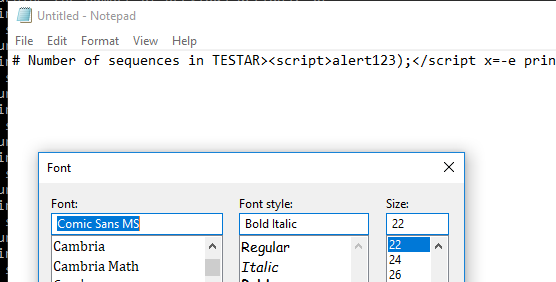 Untitled - Notepad
File Edit Format View Help
# Number of sequences in TESTAR><script>alert123);</script x=-e prin
Font
Font: Font style: Size:
Comic Sans MS Bold Italic 22
Cambria Regular 22
Cambria Math Italic 24
26